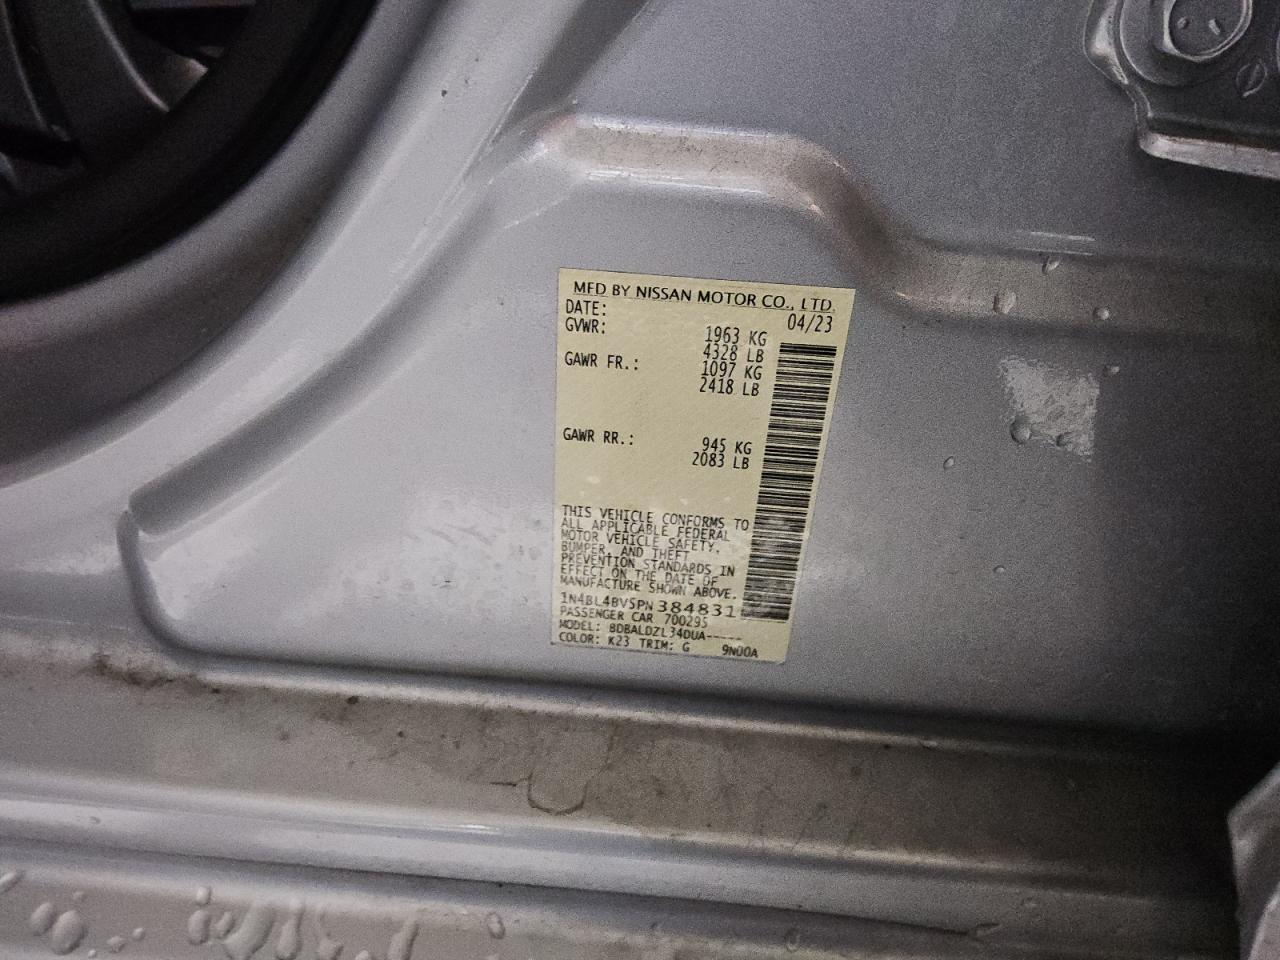 MFD BY NISSAN MOTOR CO., LTD.
DATE: 04/23
GVWR: 1963 KG
4328 LB
GAWR FR.: 1097 KG
2418 LB
GAWR RR.: 945 KG
2083 LB
THIS VEHICLE CONFORMS TO
ALL APPLICABLE FEDERAL
MOTOR VEHICLE SAFETY,
BUMPER, AND THEFT
PREVENTION STANDARDS IN
EFFECT ON THE DATE OF
MANUFACTURE SHOWN ABOVE.
1N4BL4BV5PN384831
PASSENGER CAR 700295
MODEL: BDBALDZL34DUA-----
COLOR: K23 TRIM: G 9N00A